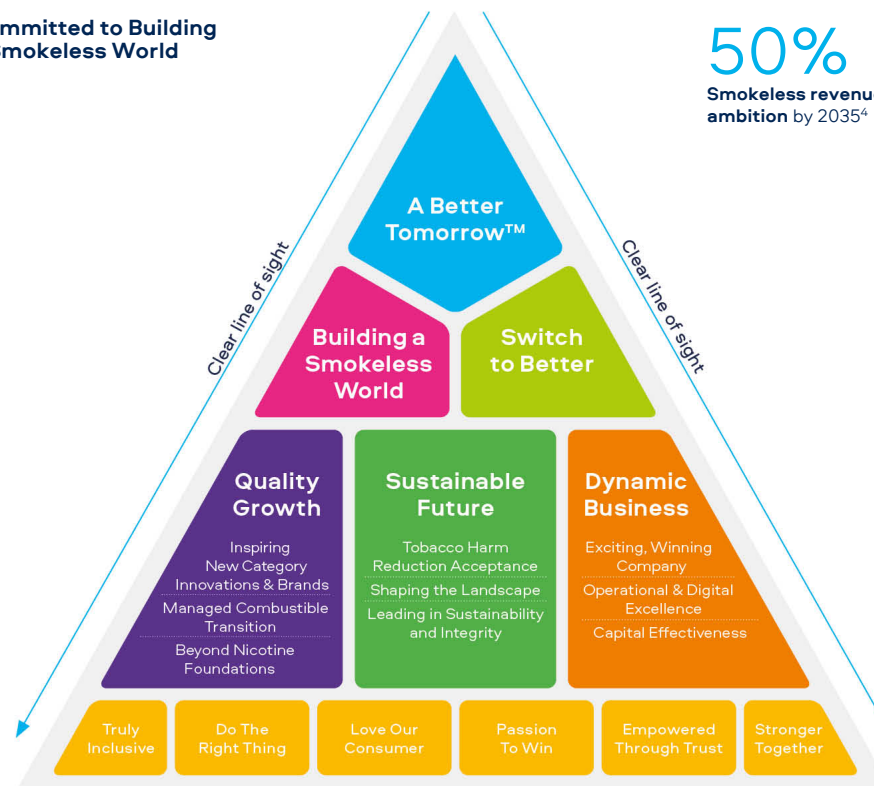 mmitted to Building
Smokeless World
50%
Smokeless revenue
ambition by 2035⁴
Clear line of sight
Clear line of sight
A Better
Tomorrow™
Building a
Smokeless
World
Switch
to Better
Quality
Growth
Inspiring
New Category
Innovations & Brands
Managed Combustible
Transition
Beyond Nicotine
Foundations
Sustainable
Future
Tobacco Harm
Reduction Acceptance
Shaping the Landscape
Leading in Sustainability
and Integrity
Dynamic
Business
Exciting, Winning
Company
Operational & Digital
Excellence
Capital Effectiveness
Truly
Inclusive
Do The
Right Thing
Love Our
Consumer
Passion
To Win
Empowered
Through Trust
Stronger
Together